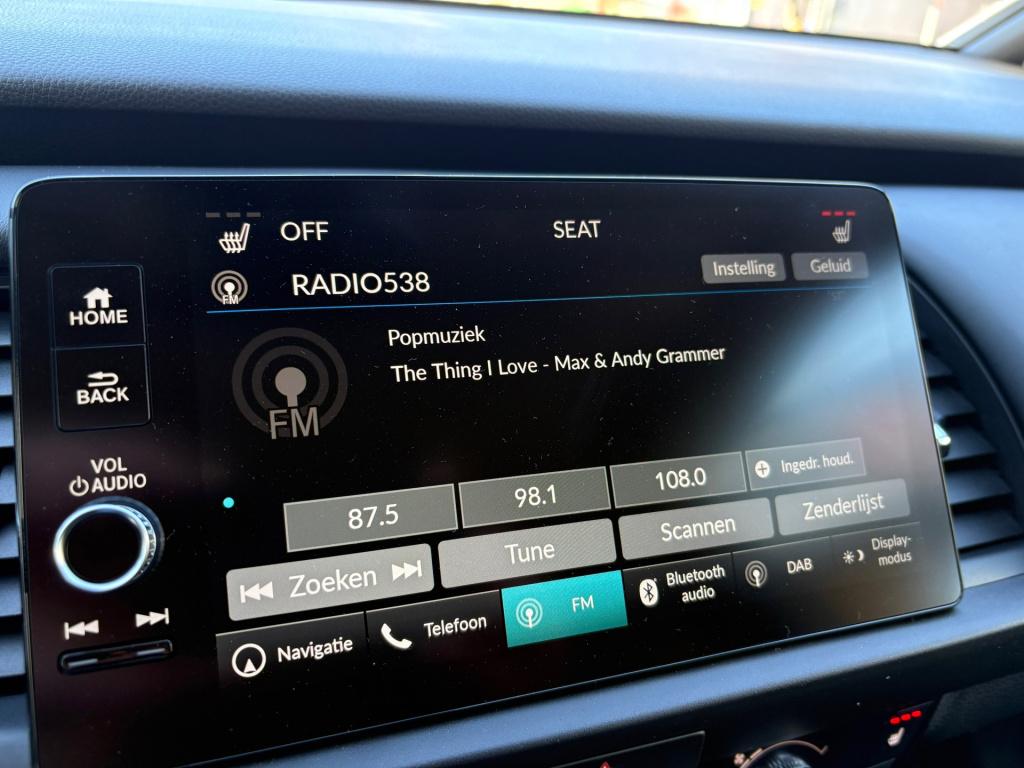 OFF
SEAT
FM
RADIO538
Instelling
Geluid
HOME
BACK
Popmuziek
The Thing I Love - Max & Andy Grammer
FM
VOL
AUDIO
87.5
98.1
108.0
Ingedr. houd.
Zoeken
Tune
Scannen
Zenderlijst
Navigatie
Telefoon
FM
Bluetooth
audio
DAB
Display-
modus